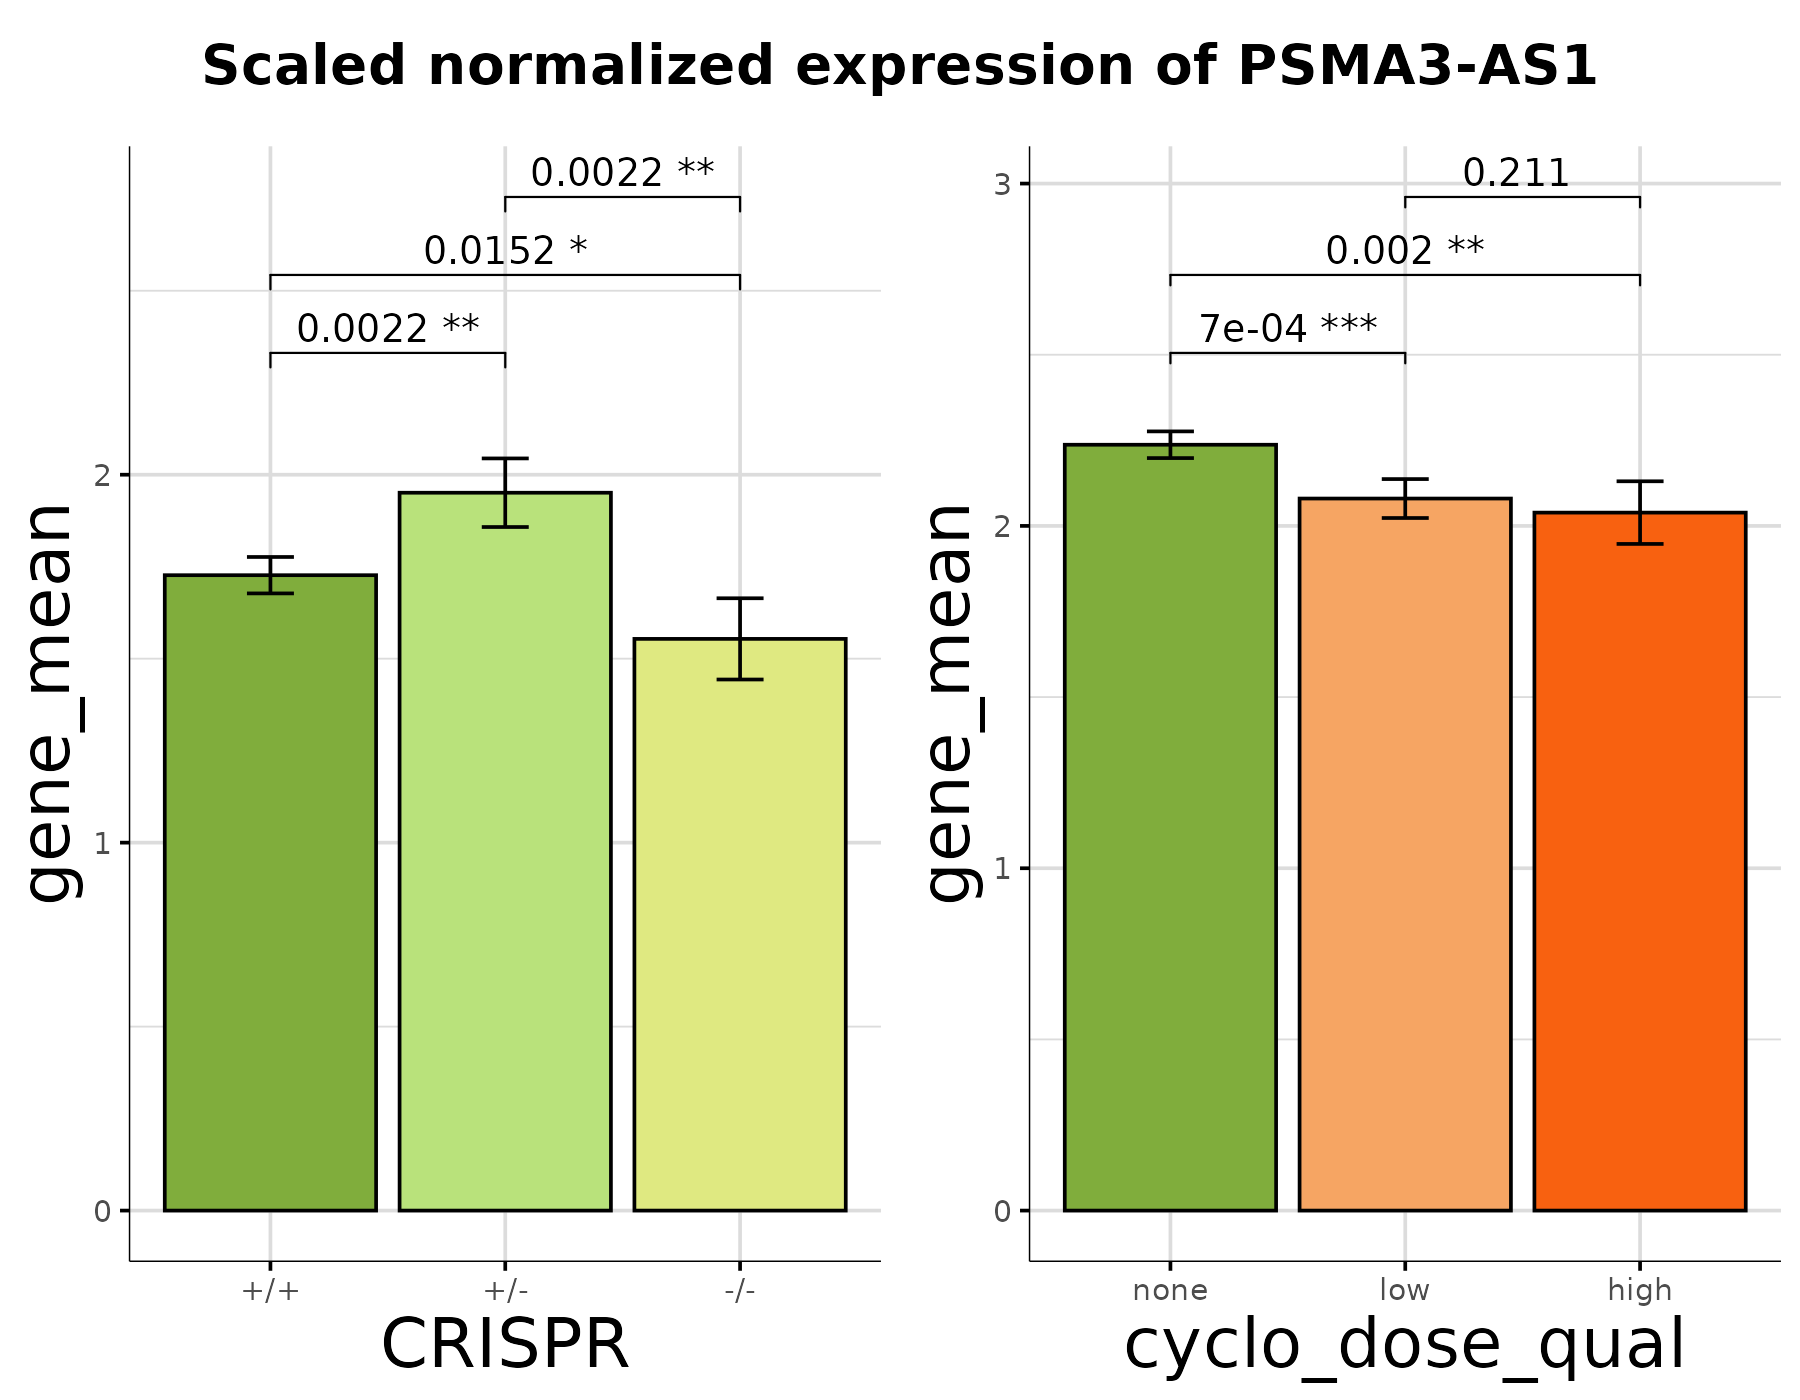 Scaled normalized expression of PSMA3-AS1
gene_mean
2
1
0
0.0022 **
0.0152 *
0.0022 **
+/+ +/- -/-
CRISPR
gene_mean
3
2
1
0
0.211
0.002 **
7e-04 ***
none low high
cyclo_dose_qual